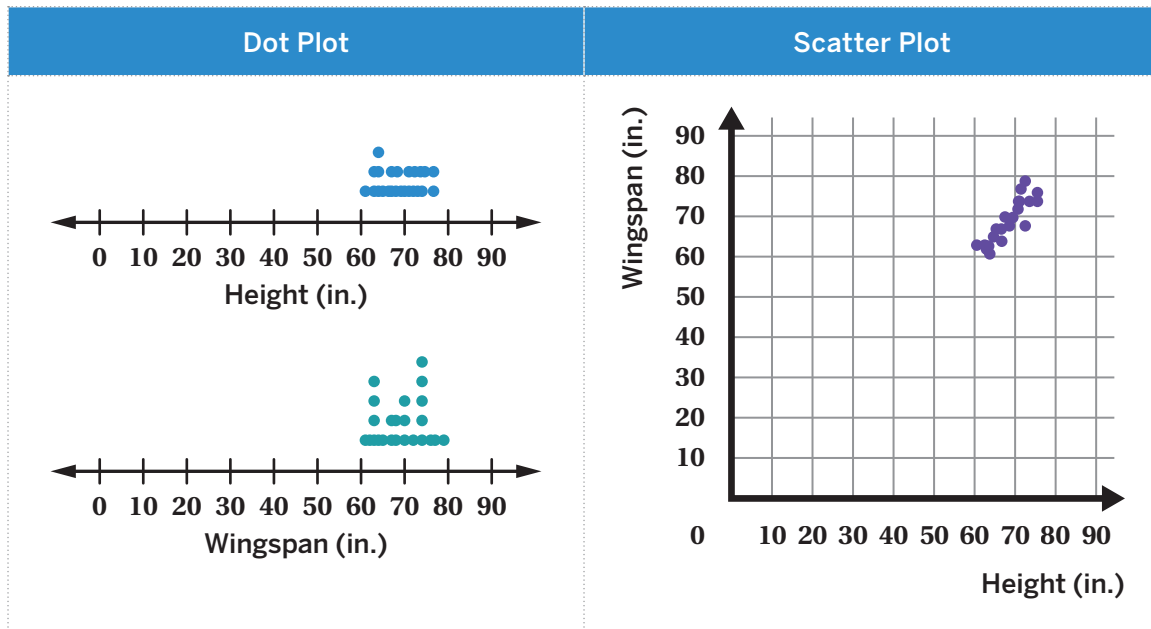 Dot Plot
0 10 20 30 40 50 60 70 80 90
Height (in.)
0 10 20 30 40 50 60 70 80 90
Wingspan (in.)
Scatter Plot
Wingspan (in.)
90
80
70
60
50
40
30
20
10
0 10 20 30 40 50 60 70 80 90
Height (in.)